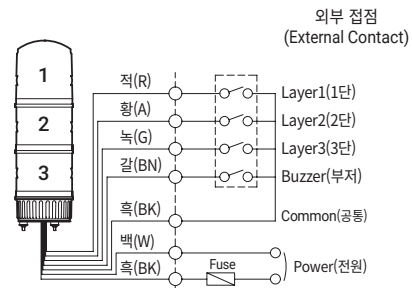 외부 접점
(External Contact)
1
2
3
적(R)
Layer1(1단)
황(A)
Layer2(2단)
녹(G)
Layer3(3단)
갈(BN)
Buzzer(부저)
흑(BK)
Common(공통)
백(W)
흑(BK)
Fuse
Power(전원)